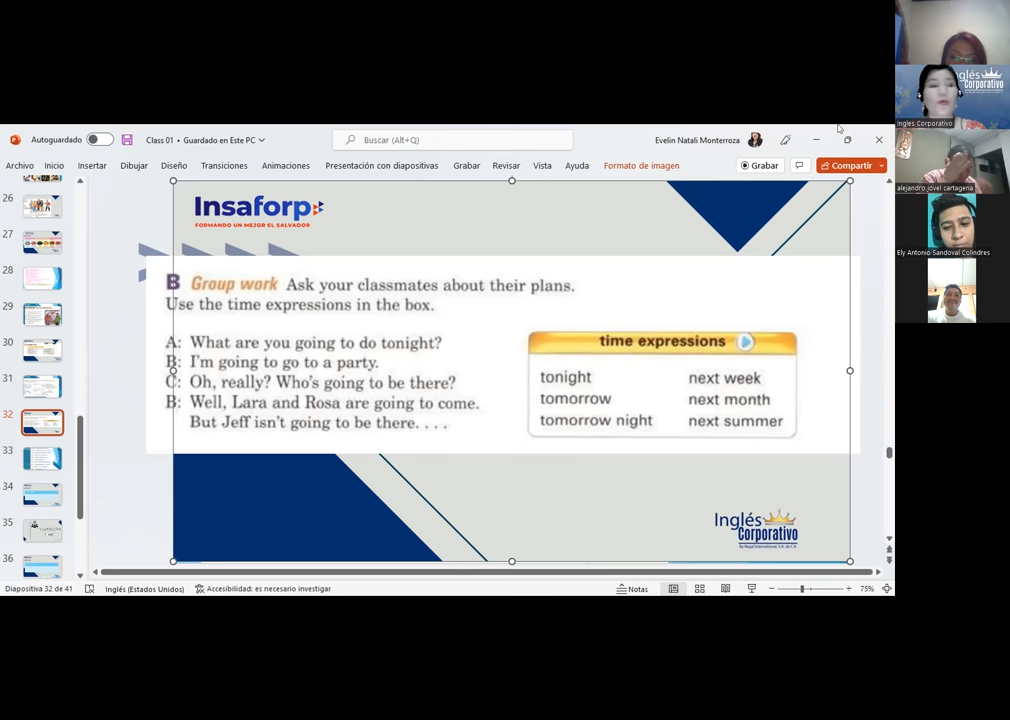 Autoguardado
Class 01 • Guardado en Este PC
Buscar (Alt+Q)
Evelin Natali Monterroza
Archivo Inicio Insertar Dibujar Diseño Transiciones Animaciones Presentación con diapositivas Grabar Revisar Vista Ayuda Formato de imagen
Grabar
Compartir
26
27
28
29
30
31
32
33
34
35
36
Insaforp
FORMANDO UN MEJOR EL SALVADOR
B Group work Ask your classmates about their plans.
Use the time expressions in the box.
A: What are you going to do tonight?
B: I'm going to go to a party.
C: Oh, really? Who's going to be there?
B: Well, Lara and Rosa are going to come.
But Jeff isn't going to be there. . . .
time expressions
tonight next week
tomorrow next month
tomorrow night next summer
Inglés
Corporativo
By Regal International, S.A. de C.V.
Diapositiva 32 de 41
Inglés (Estados Unidos)
Accesibilidad: es necesario investigar
Notas
75%
Inglés
Corporativo
Inglés Corporativo
alejandro jovel cartagena
Ely Antonio Sandoval Colindres